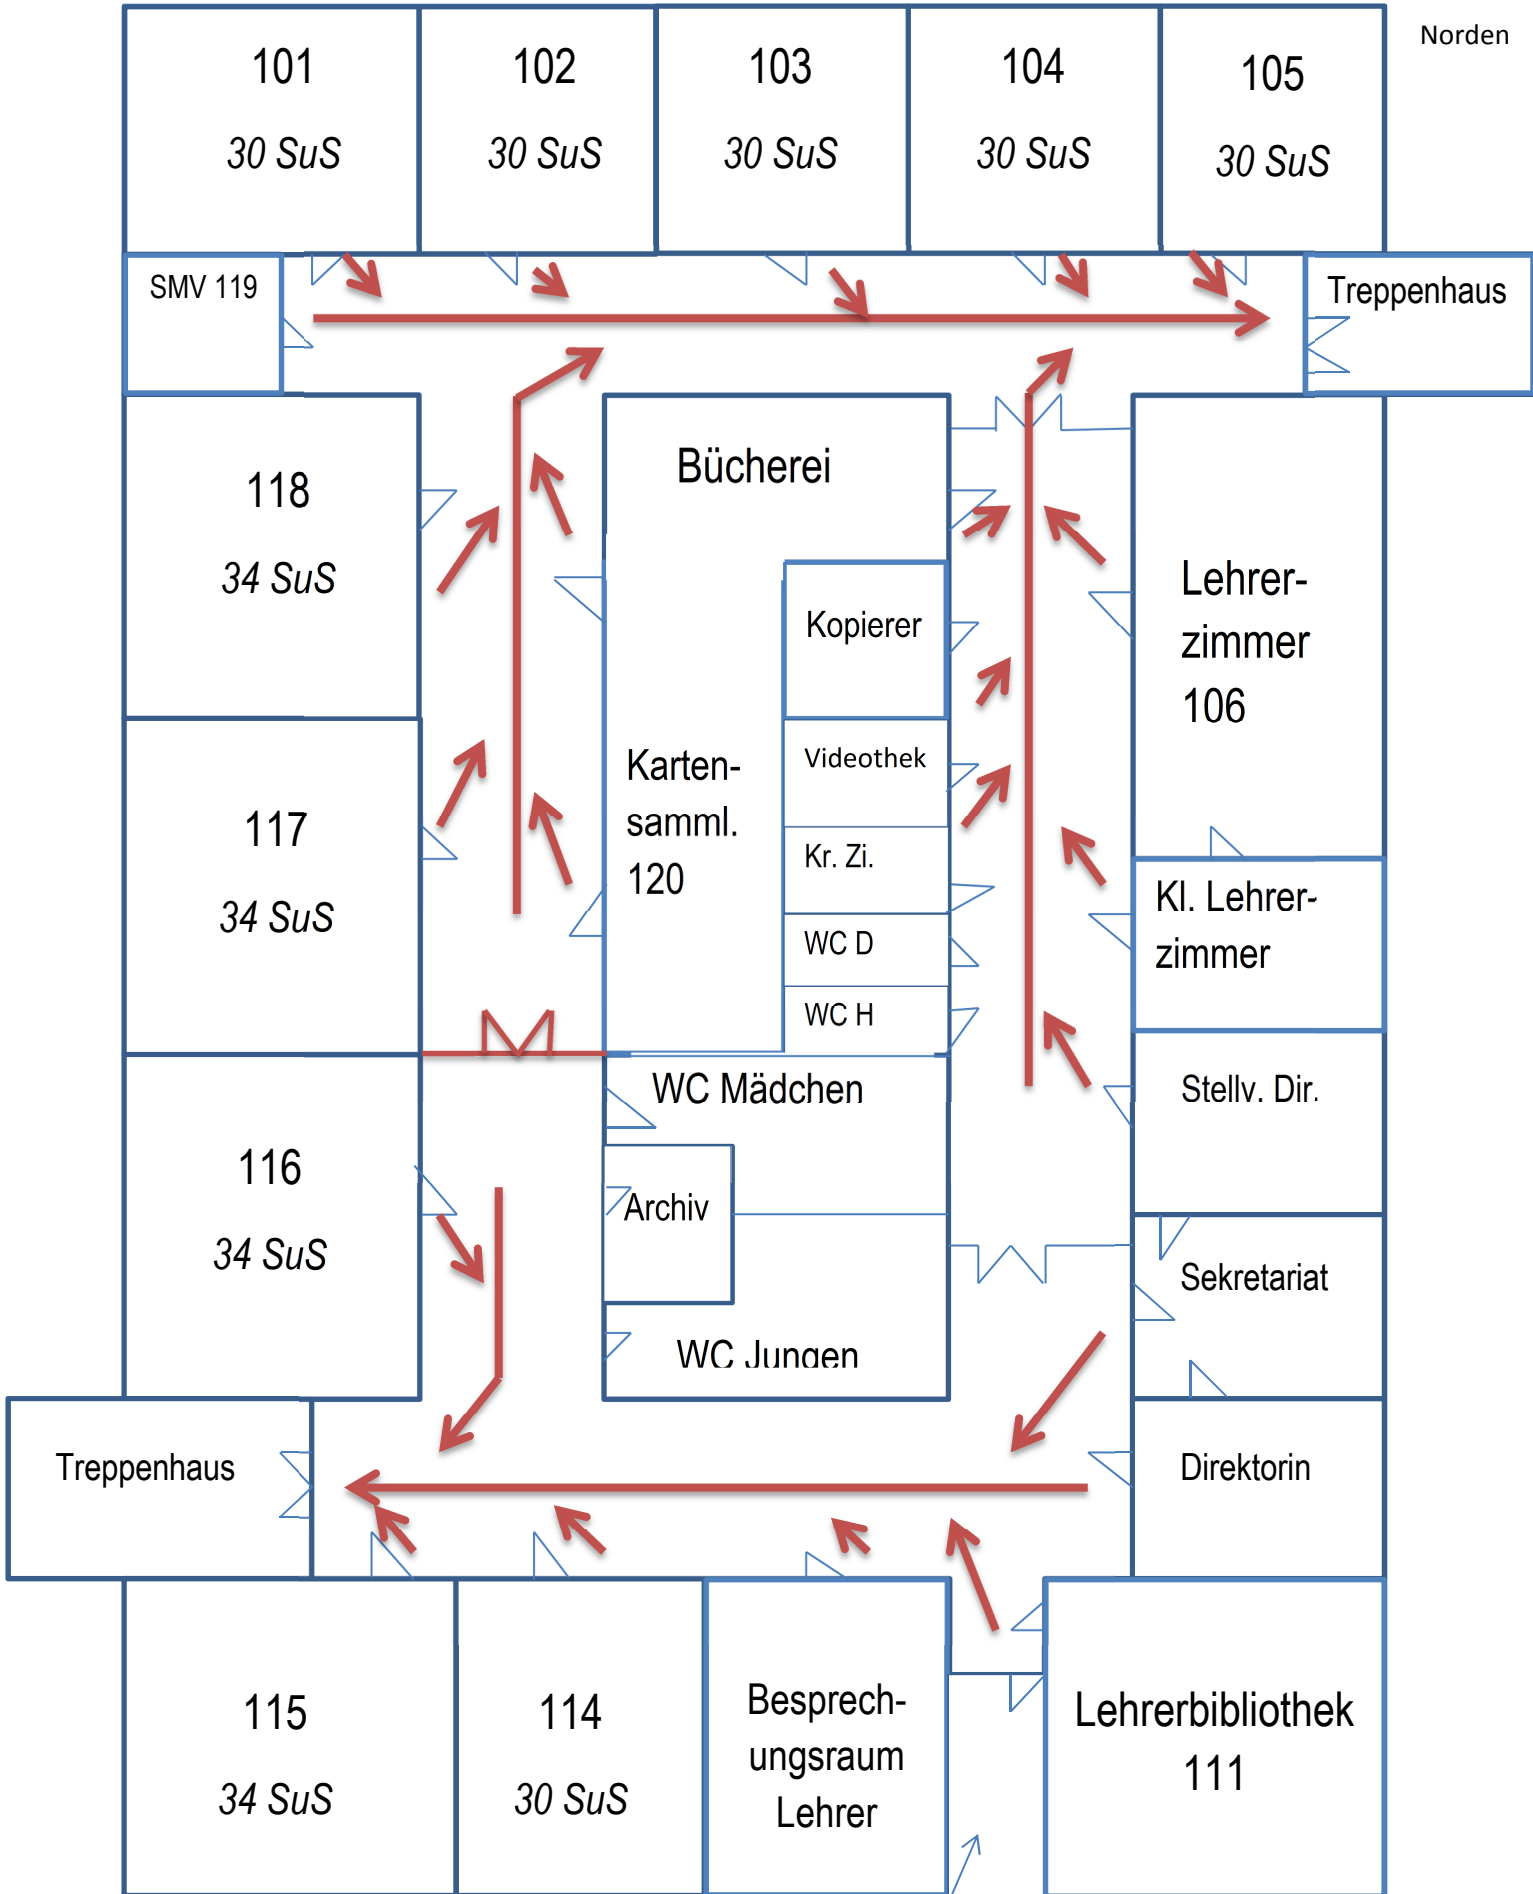 Norden
101
30 SuS
102
30 SuS
103
30 SuS
104
30 SuS
105
30 SuS
SMV 119
Treppenhaus
118
34 SuS
Bücherei
Kopierer
Lehrer-
zimmer
106
117
34 SuS
Karten-
samml.
120
Videothek
Kr. Zi.
WC D
WC H
Kl. Lehrer-
zimmer
WC Mädchen
Stellv. Dir.
116
34 SuS
Archiv
Sekretariat
WC Jungen
Treppenhaus
Direktorin
115
34 SuS
114
30 SuS
Besprech-
ungsraum
Lehrer
Lehrerbibliothek
111